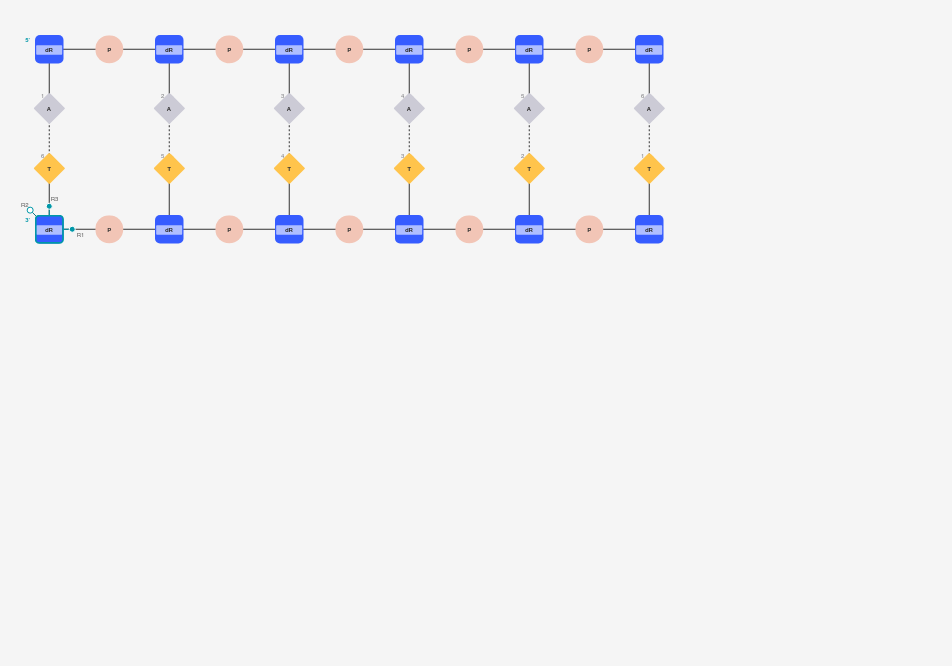 5' dR P dR P dR P dR P dR P dR
1 2 3 4 5 6
A A A A A A
6 5 4 3 2 1
T T T T T T
R3
R2
3' dR P dR P dR P dR P dR P dR
R1